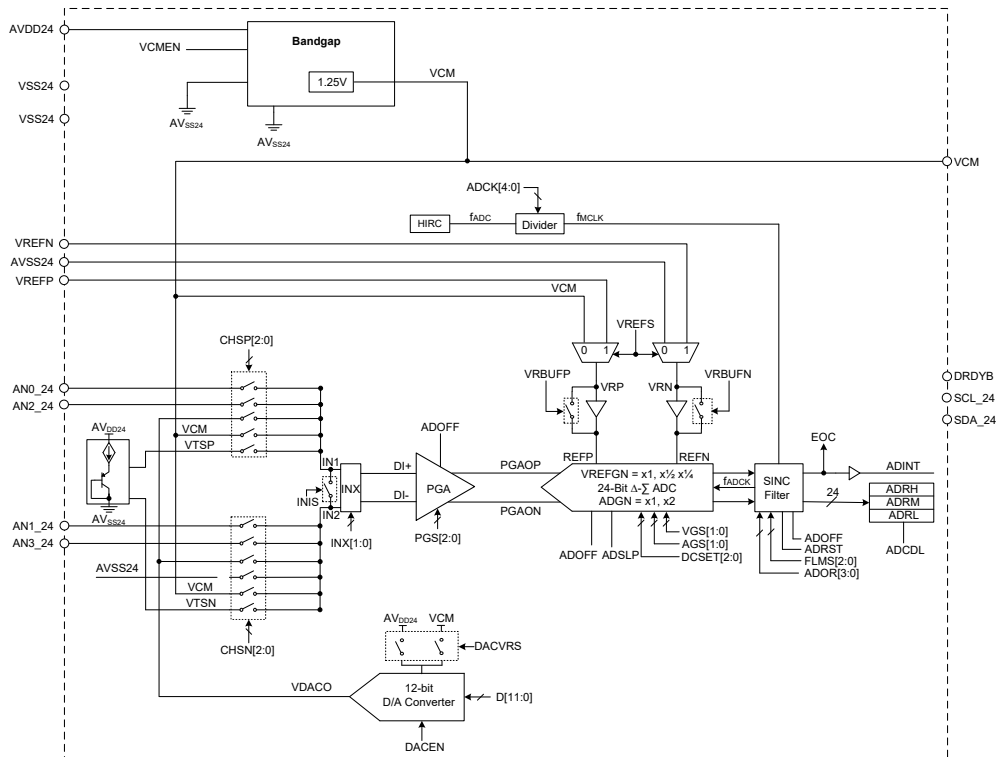 AVDD24
Bandgap
VCMEN
1.25V
VCM
VSS24
AVSS24
AVSS24
VSS24
VCM
ADCK[4:0]
HIRC
fADC
Divider
fMCLK
VREFN
AVSS24
VREFP
VCM
VREFS
0 1
0 1
CHSP[2:0]
VRBUFP
VRP
VRN
VRBUFN
DRDYB
SCL_24
SDA_24
AN0_24
AN2_24
AVDD24
VCM
VTSP
ADOFF
EOC
REFP
REFN
IN1
INX
DI+
PGAOP
VREFGN = x1, x½ x¼
24-Bit Δ-∑ ADC
ADGN = x1, x2
SINC
Filter
fADCK
ADINT
24
ADRH
ADRM
ADRL
PGA
INIS
IN2
DI-
PGAON
AVSS24
AN1_24
AN3_24
INX[1:0]
PGS[2:0]
ADOFF
ADSLP
VGS[1:0]
AGS[1:0]
DCSET[2:0]
ADOFF
ADRST
FLMS[2:0]
ADOR[3:0]
ADCDL
AVSS24
VCM
VTSN
CHSN[2:0]
AVDD24
VCM
DACVRS
VDACO
12-bit
D/A Converter
D[11:0]
DACEN